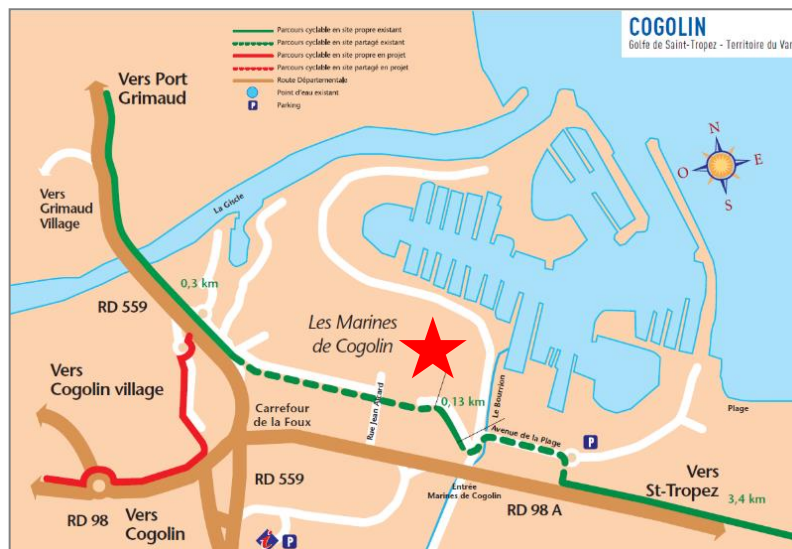 COGOLIN
Golfe de Saint-Tropez - Territoire du Var
Parcours cyclable en site propre existant
Parcours cyclable en site partagé existant
Parcours cyclable en site propre en projet
Parcours cyclable en site partagé en projet
Route Départementale
Point d'eau existant
P
Parking
Vers Port
Grimaud
N
O
E
S
Vers
Grimaud
Village
La Giscle
0,3 km
RD 559
Les Marines
de Cogolin
Vers
Cogolin village
Rue Jean Aicard
0,13 km
Le Bourrion
Plage
Carrefour
de la Foux
Avenue de la Plage
P
Vers
St-Tropez
3,4 km
RD 559
Entrée
Marines de Cogolin
RD 98
Vers
Cogolin
RD 98 A
i
P